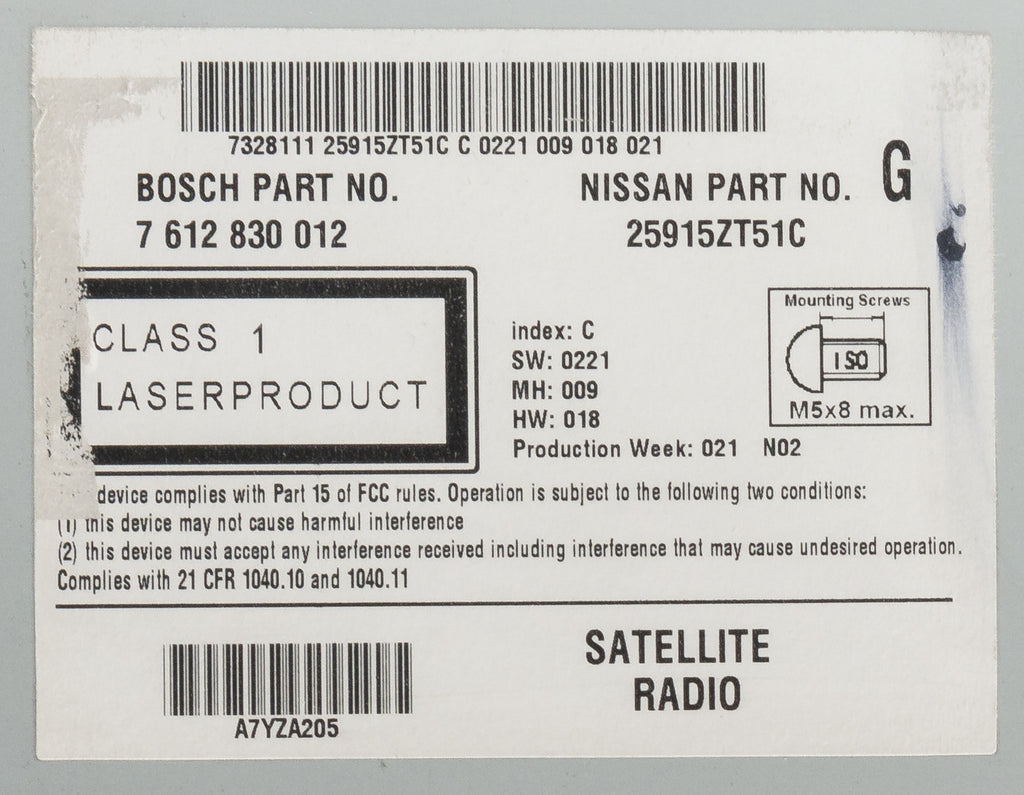 7328111 25915ZT51C C 0221 009 018 021
BOSCH PART NO.
7 612 830 012
NISSAN PART NO.
25915ZT51C
G
CLASS 1
LASERPRODUCT
index: C
SW: 0221
MH: 009
HW: 018
Production Week: 021 N02
Mounting Screws
ISO
M5x8 max.
device complies with Part 15 of FCC rules. Operation is subject to the following two conditions:
(1) this device may not cause harmful interference
(2) this device must accept any interference received including interference that may cause undesired operation.
Complies with 21 CFR 1040.10 and 1040.11
A7YZA205
SATELLITE
RADIO